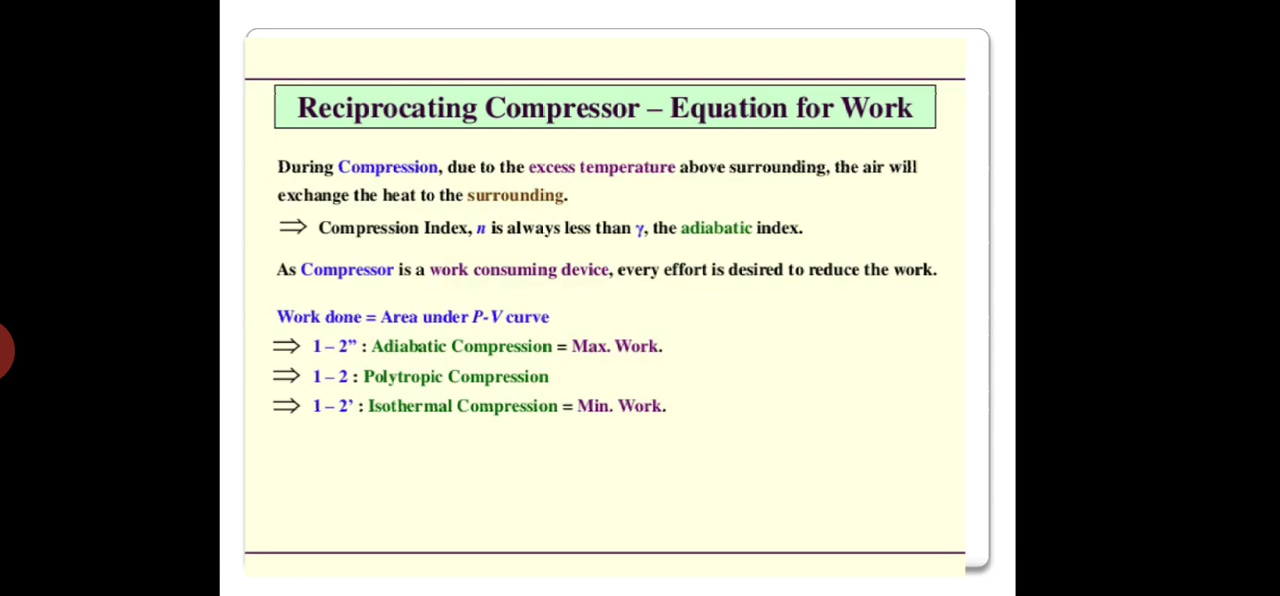 Reciprocating Compressor – Equation for Work
During Compression, due to the excess temperature above surrounding, the air will
exchange the heat to the surrounding.
⇒ Compression Index, n is always less than γ, the adiabatic index.
As Compressor is a work consuming device, every effort is desired to reduce the work.
Work done = Area under P-V curve
⇒ 1 – 2” : Adiabatic Compression = Max. Work.
⇒ 1 – 2 : Polytropic Compression
⇒ 1 – 2’ : Isothermal Compression = Min. Work.